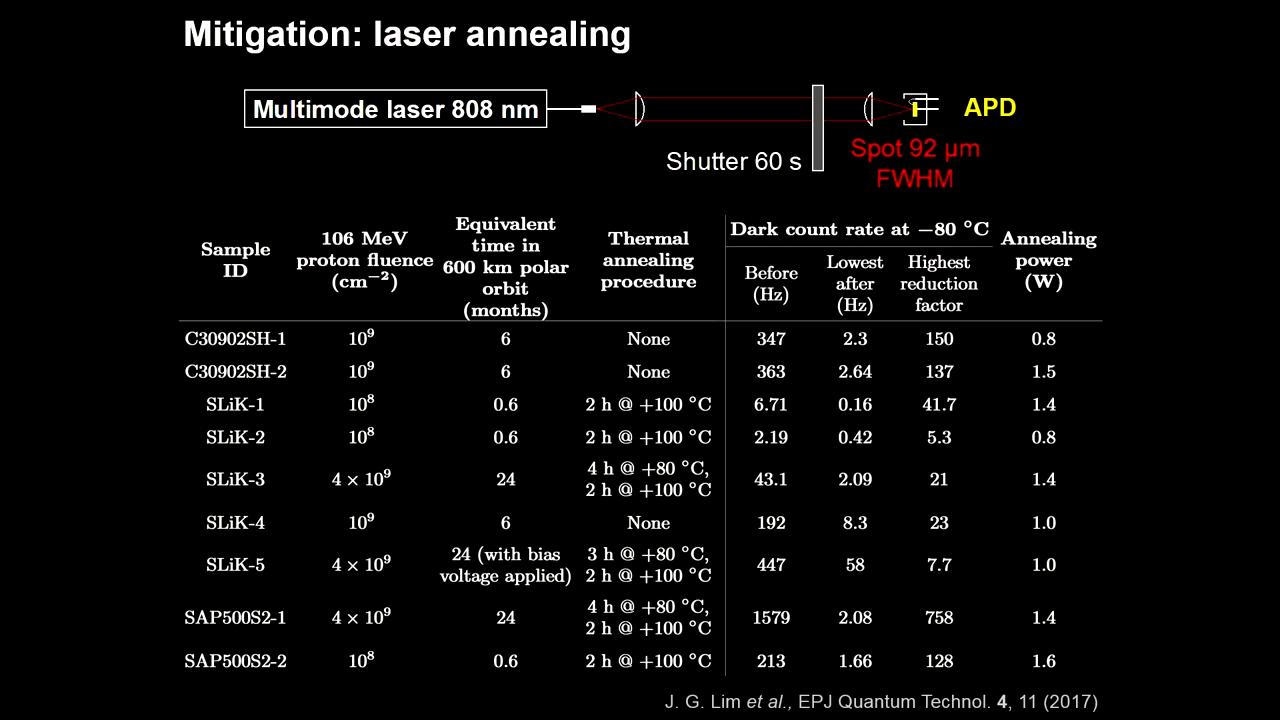 Mitigation: laser annealing
Multimode laser 808 nm
APD
Shutter 60 s
Spot 92 µm
FWHM
Sample
ID
106 MeV
proton fluence
(cm⁻²)
Equivalent
time in
600 km polar
orbit
(months)
Thermal
annealing
procedure
Dark count rate at −80 °C
Before
(Hz)
Lowest
after
(Hz)
Highest
reduction
factor
Annealing
power
(W)
C30902SH-1 10⁹ 6 None 347 2.3 150 0.8
C30902SH-2 10⁹ 6 None 363 2.64 137 1.5
SLiK-1 10⁸ 0.6 2 h @ +100 °C 6.71 0.16 41.7 1.4
SLiK-2 10⁸ 0.6 2 h @ +100 °C 2.19 0.42 5.3 0.8
SLiK-3 4 × 10⁹ 24 4 h @ +80 °C,
2 h @ +100 °C 43.1 2.09 21 1.4
SLiK-4 10⁹ 6 None 192 8.3 23 1.0
SLiK-5 4 × 10⁹ 24 (with bias
voltage applied) 3 h @ +80 °C,
2 h @ +100 °C 447 58 7.7 1.0
SAP500S2-1 4 × 10⁹ 24 4 h @ +80 °C,
2 h @ +100 °C 1579 2.08 758 1.4
SAP500S2-2 10⁸ 0.6 2 h @ +100 °C 213 1.66 128 1.6
J. G. Lim et al., EPJ Quantum Technol. 4, 11 (2017)